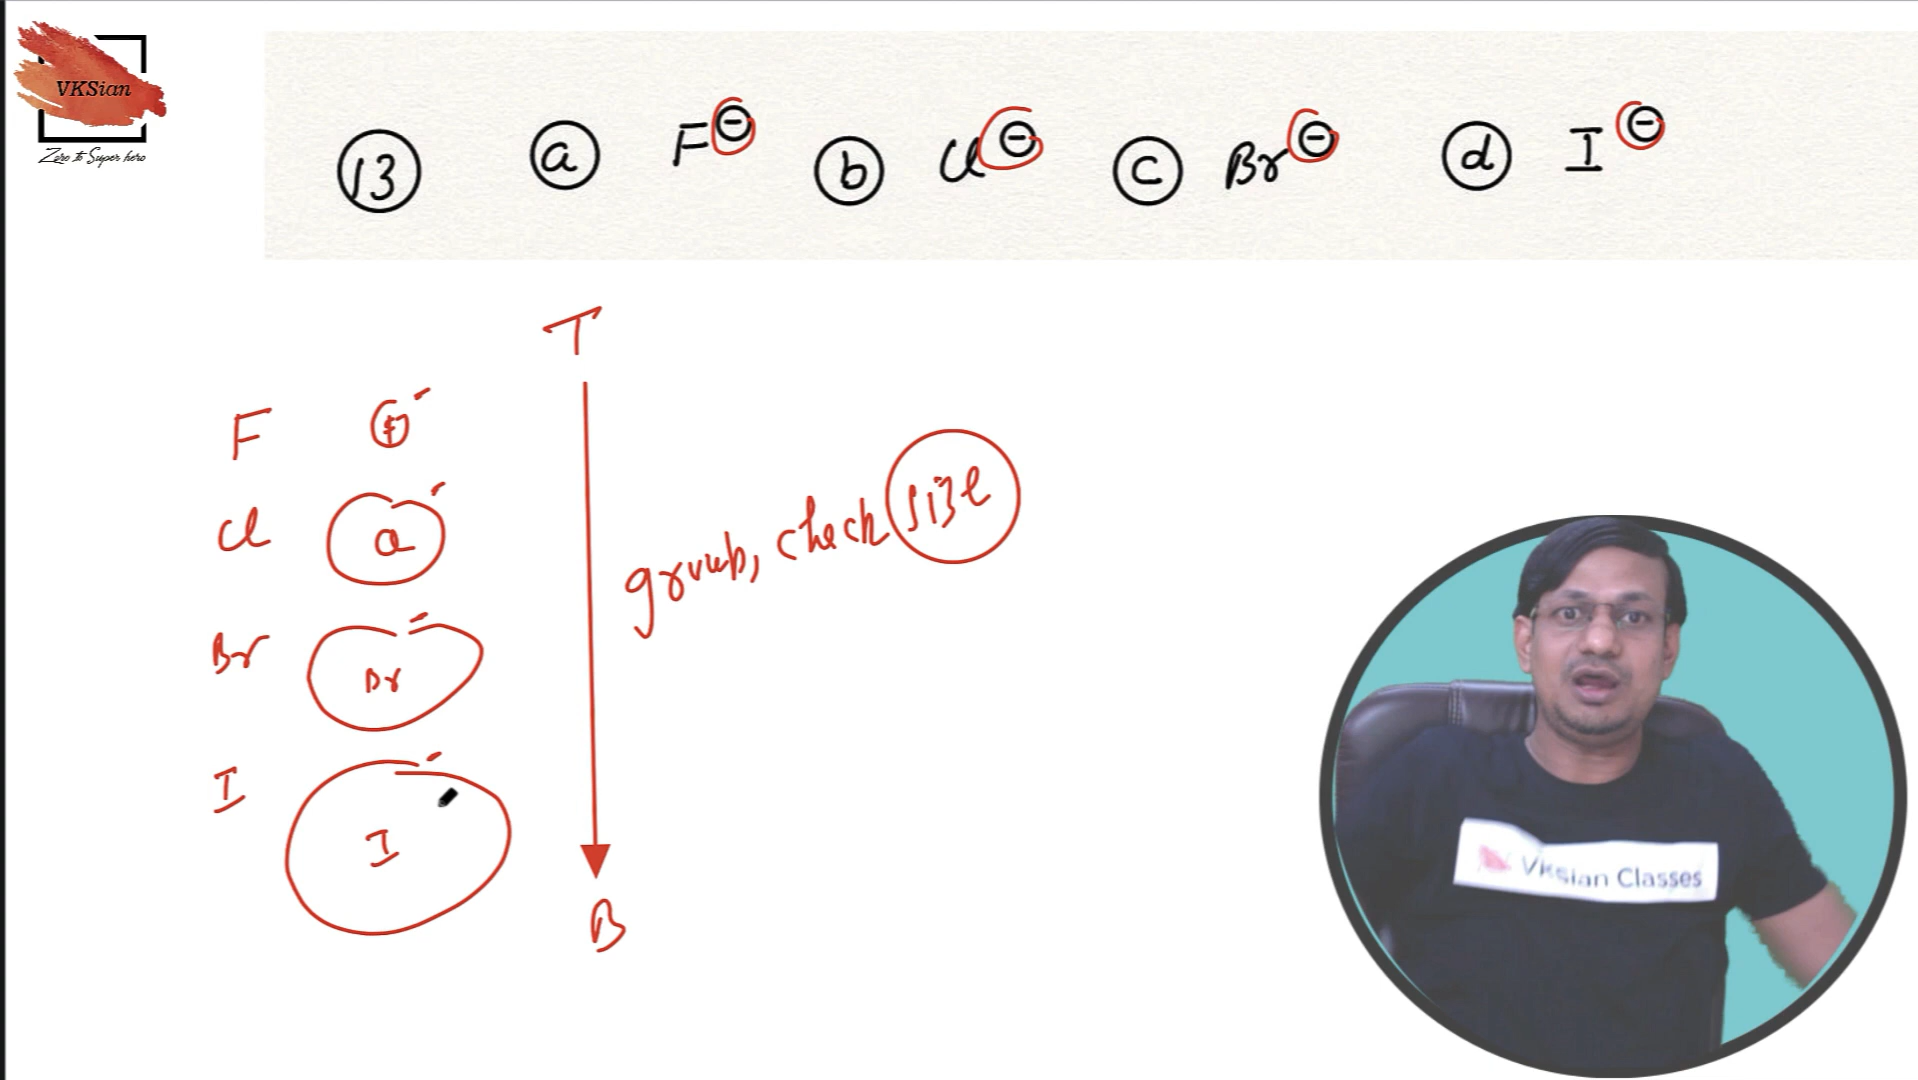 VKSian
Zero to Super hero
13 a F⊖ b Cl⊖ c Br⊖ d I⊖
T
F F-
Cl Cl-
group, check size
Br Br-
I I-
B
VKSian Classes